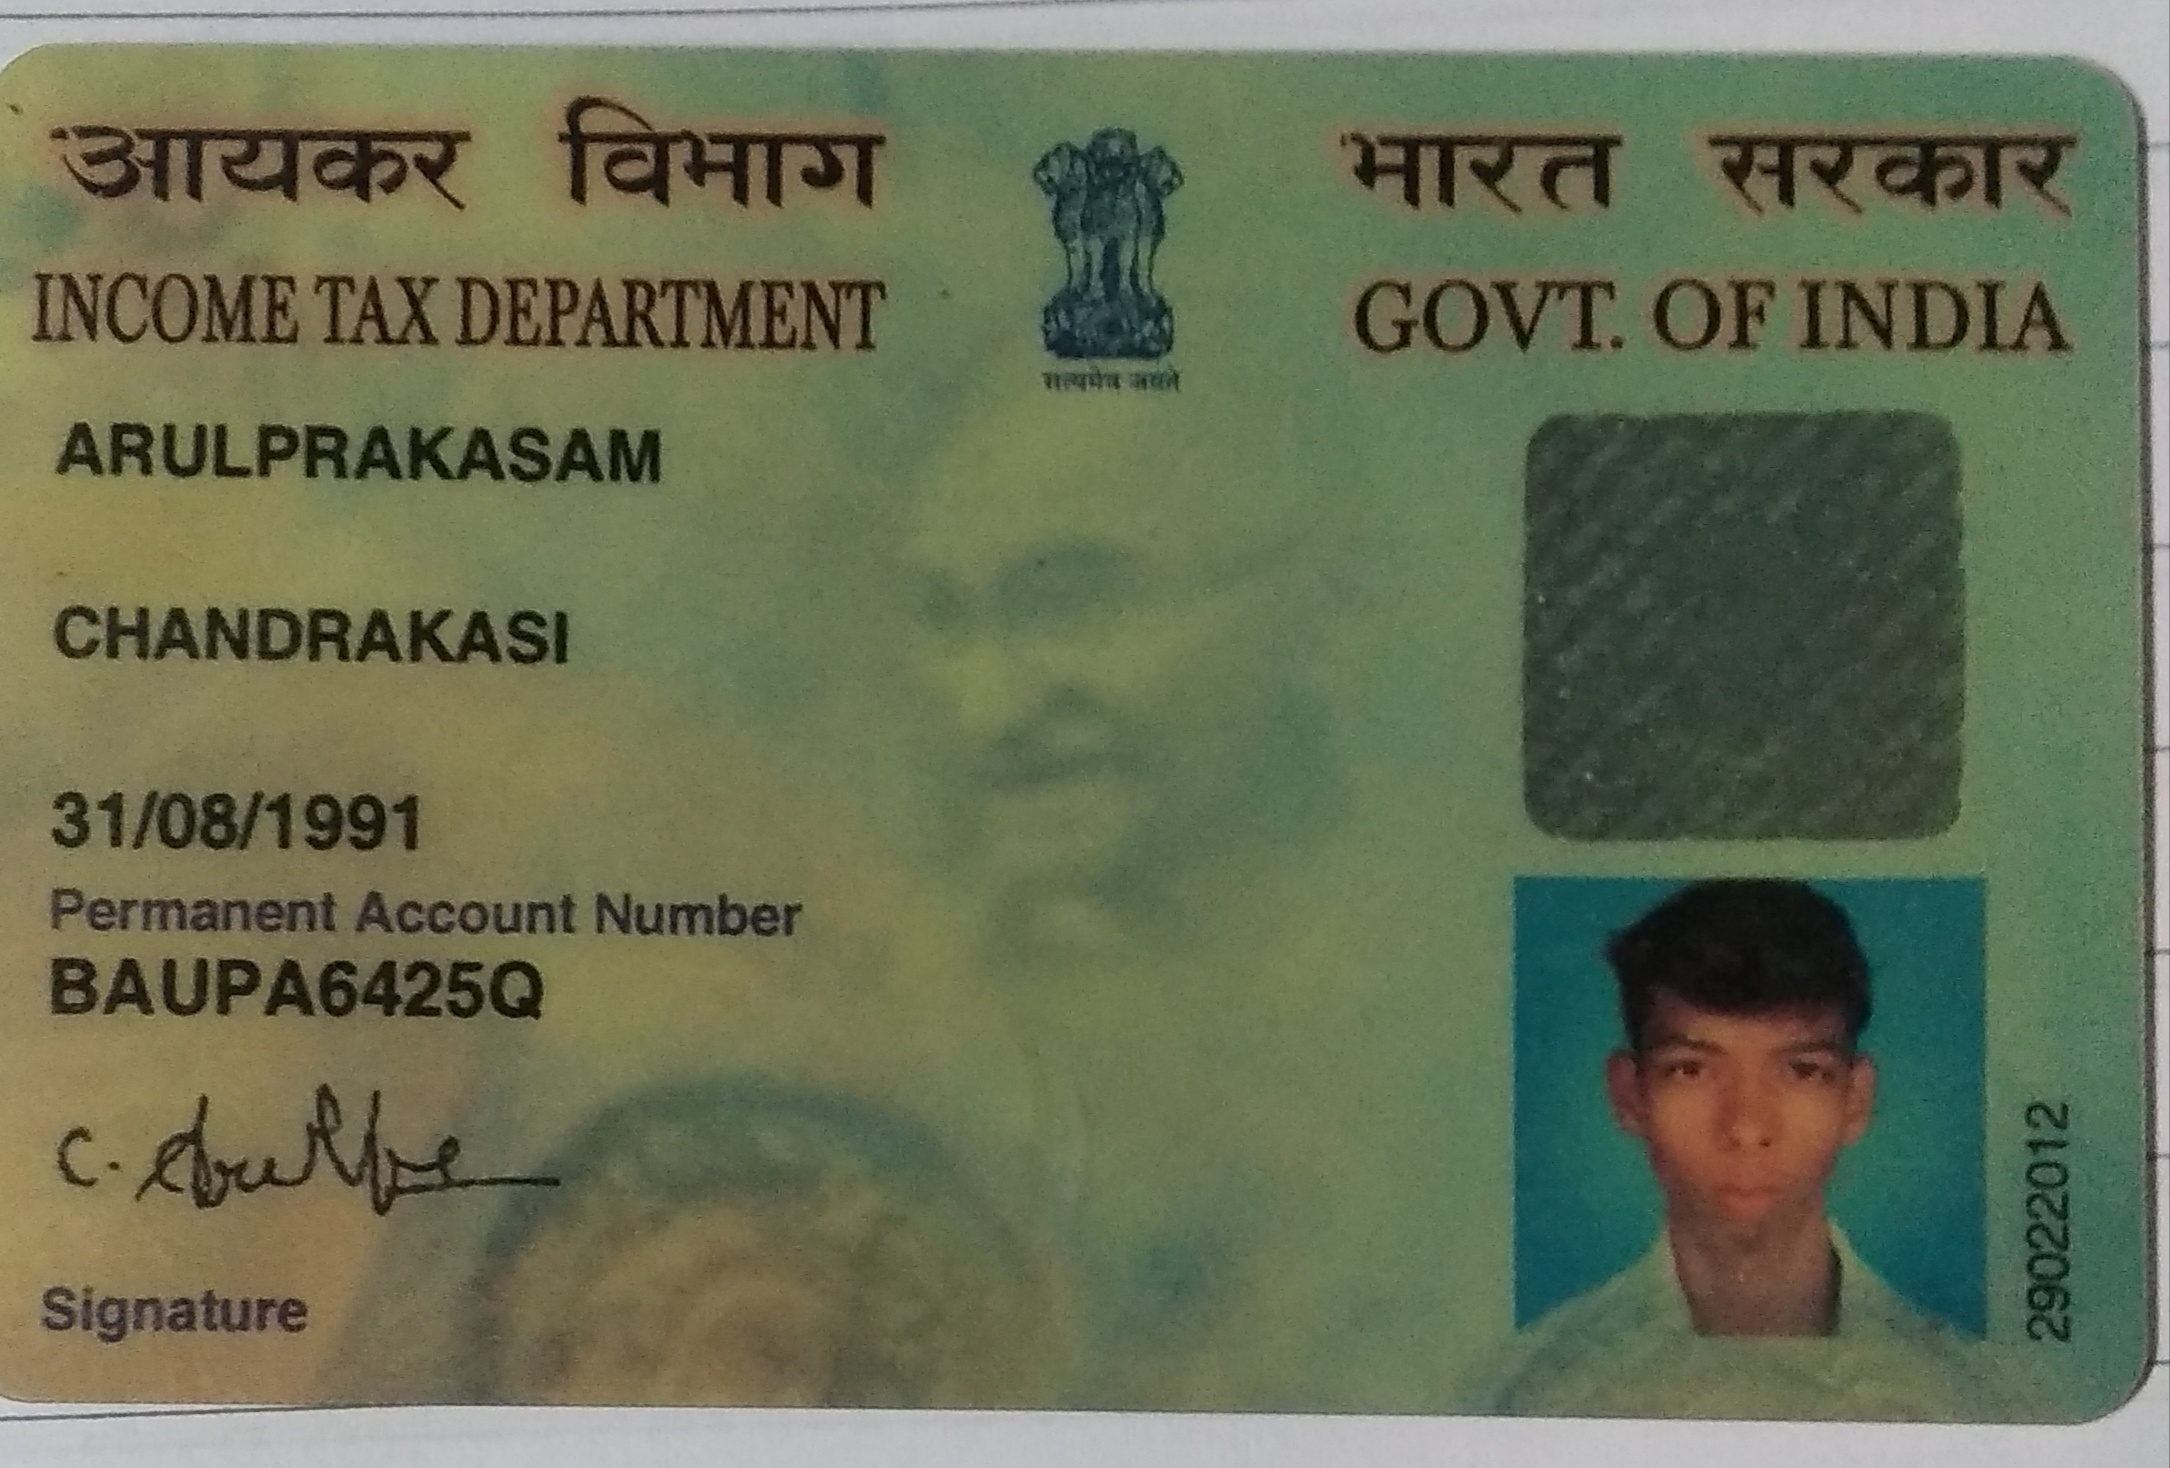 आयकर विभाग
भारत सरकार
INCOME TAX DEPARTMENT
GOVT. OF INDIA
सत्यमेव जयते
ARULPRAKASAM
CHANDRAKASI
31/08/1991
Permanent Account Number
BAUPA6425Q
C. Arulpra
Signature
29022012